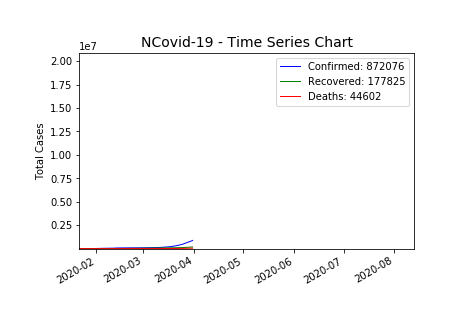 NCovid-19 - Time Series Chart
1e7
2.00
1.75
1.50
1.25
1.00
0.75
0.50
0.25
Total Cases
Confirmed: 872076
Recovered: 177825
Deaths: 44602
2020-02
2020-03
2020-04
2020-05
2020-06
2020-07
2020-08